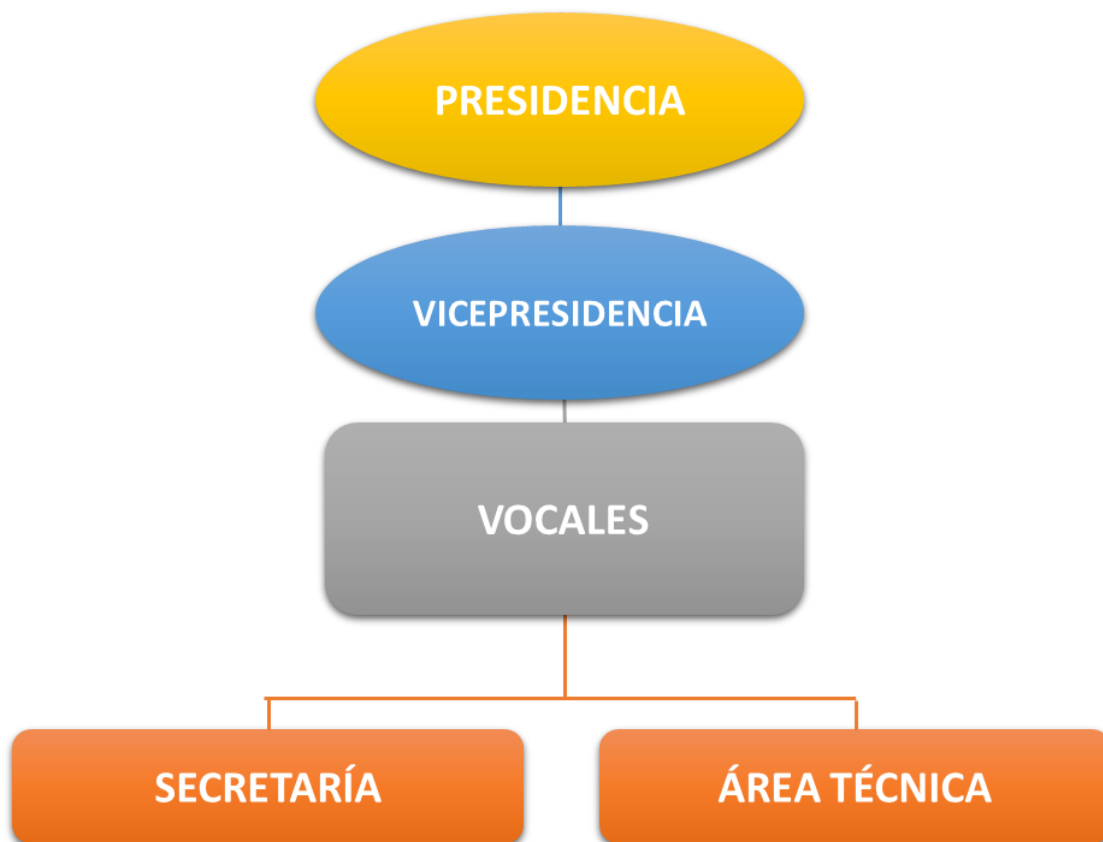 PRESIDENCIA
VICEPRESIDENCIA
VOCALES
SECRETARÍA
ÁREA TÉCNICA